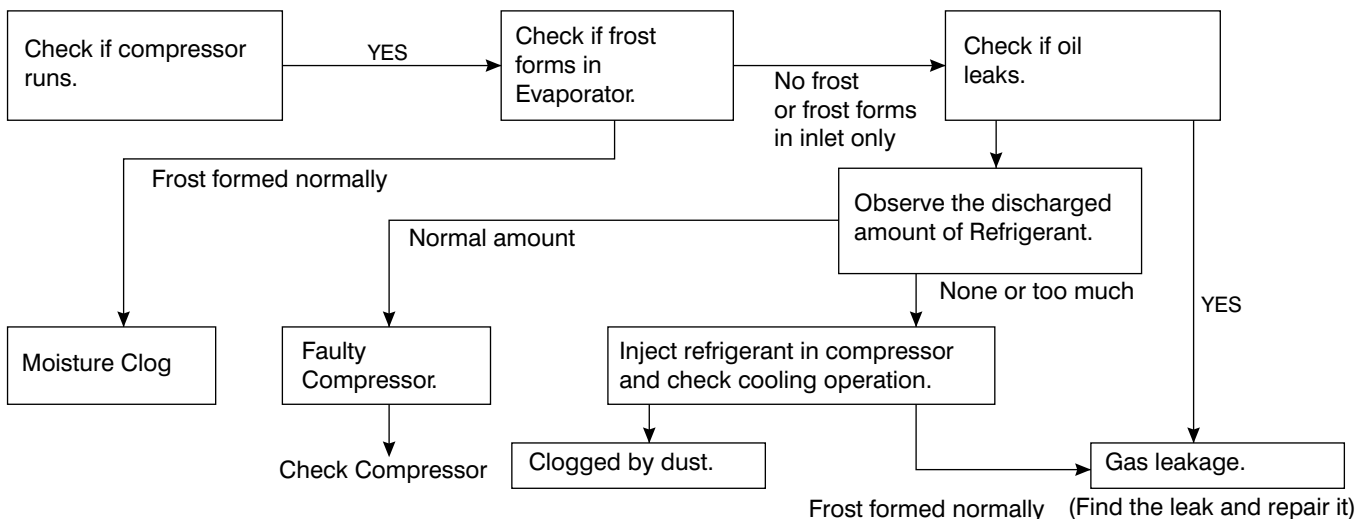 Check if compressor
runs.
YES
Check if frost
forms in
Evaporator.
No frost
or frost forms
in inlet only
Check if oil
leaks.
Frost formed normally
Observe the discharged
amount of Refrigerant.
Normal amount
None or too much
YES
Moisture Clog
Faulty
Compressor.
Inject refrigerant in compressor
and check cooling operation.
Check Compressor
Clogged by dust.
Gas leakage.
Frost formed normally
(Find the leak and repair it)